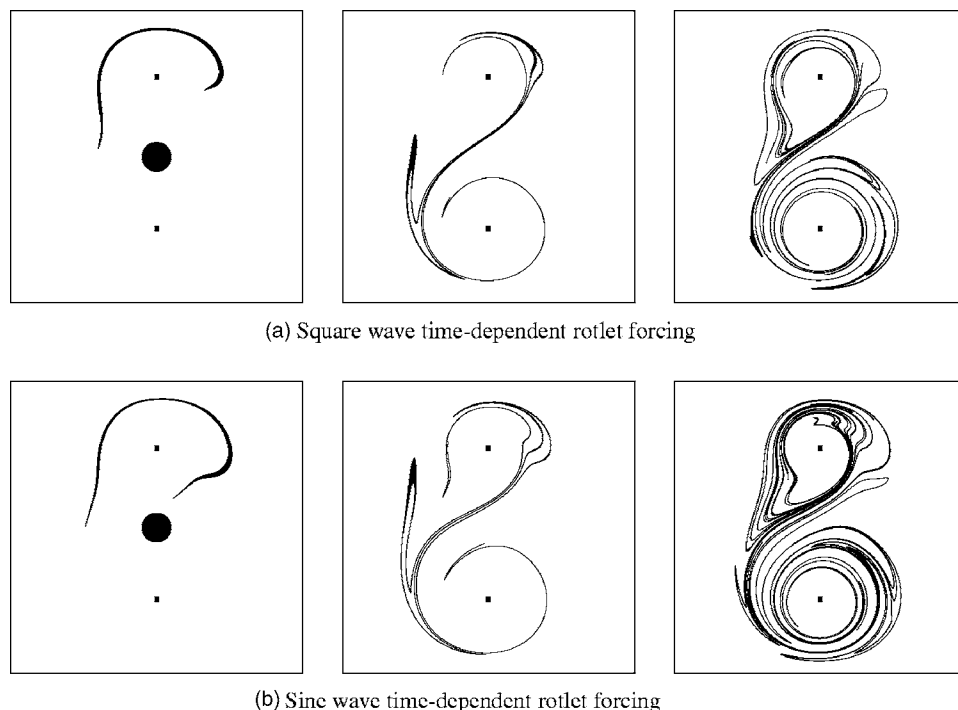 (a) Square wave time-dependent rotlet forcing
(b) Sine wave time-dependent rotlet forcing